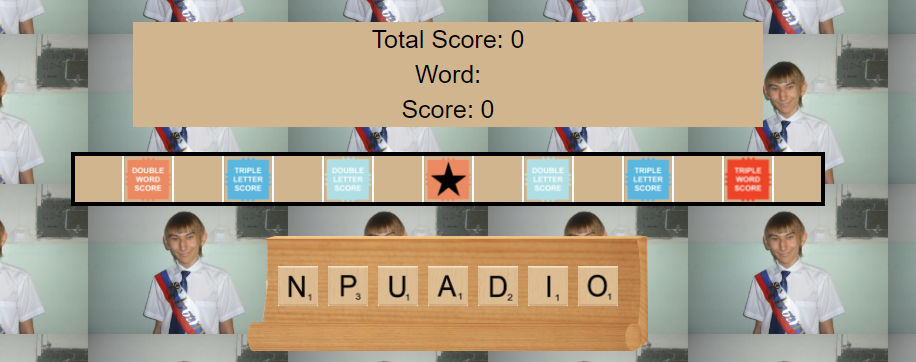 Total Score: 0
Word:
Score: 0
DOUBLE WORD SCORE
TRIPLE LETTER SCORE
DOUBLE LETTER SCORE
DOUBLE LETTER SCORE
TRIPLE LETTER SCORE
TRIPLE WORD SCORE
N1 P3 U1 A1 D2 I1 O1